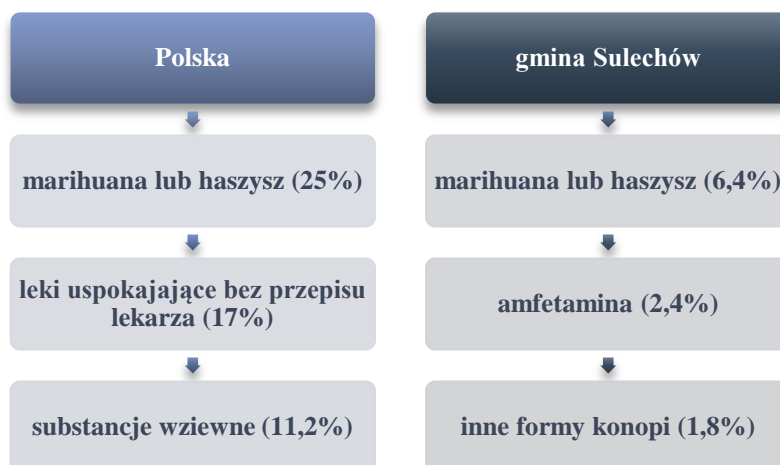 Polska
marihuana lub haszysz (25%)
leki uspokajające bez przepisu
lekarza (17%)
substancje wziewne (11,2%)
gmina Sulechów
marihuana lub haszysz (6,4%)
amfetamina (2,4%)
inne formy konopi (1,8%)